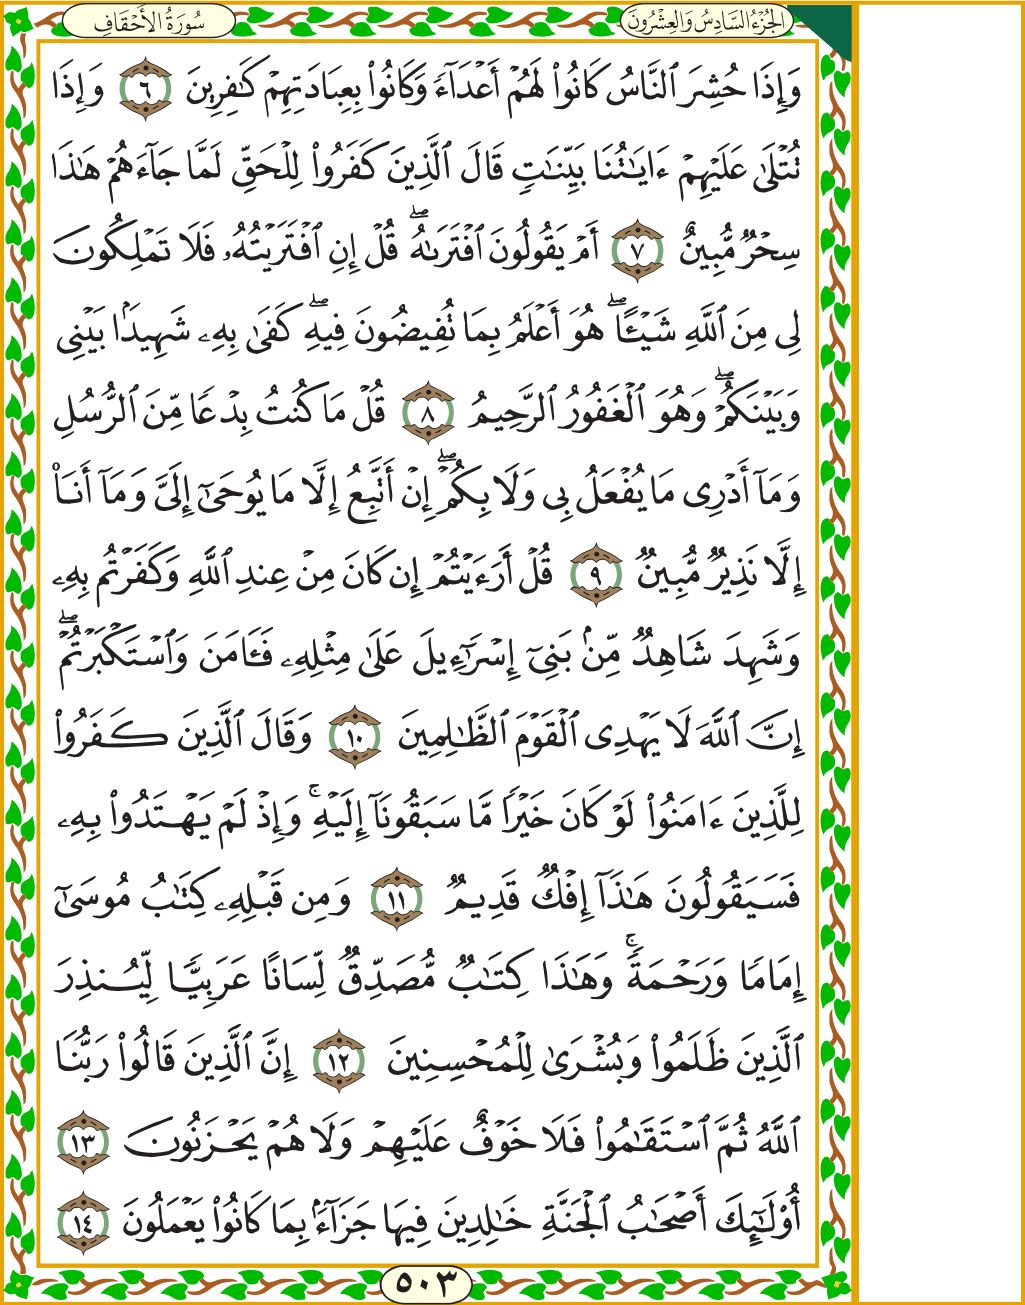 الجُزْءُ السَّادِسُ وَالعِشْرُونَ
سُورَةُ الأَحْقَافِ
وَإِذَا حُشِرَ ٱلنَّاسُ كَانُوا۟ لَهُمْ أَعْدَآءً وَكَانُوا۟ بِعِبَادَتِهِمْ كَـٰفِرِينَ ٦ وَإِذَا
تُتْلَىٰ عَلَيْهِمْ ءَايَـٰتُنَا بَيِّنَـٰتٍ قَالَ ٱلَّذِينَ كَفَرُوا۟ لِلْحَقِّ لَمَّا جَآءَهُمْ هَـٰذَا
سِحْرٌ مُّبِينٌ ٧ أَمْ يَقُولُونَ ٱفْتَرَىٰهُ ۖ قُلْ إِنِ ٱفْتَرَيْتُهُۥ فَلَا تَمْلِكُونَ
لِى مِنَ ٱللَّهِ شَيْـًٔا ۖ هُوَ أَعْلَمُ بِمَا تُفِيضُونَ فِيهِ ۖ كَفَىٰ بِهِۦ شَهِيدًۢا بَيْنِى
وَبَيْنَكُمْ ۖ وَهُوَ ٱلْغَفُورُ ٱلرَّحِيمُ ٨ قُلْ مَا كُنتُ بِدْعًا مِّنَ ٱلرُّسُلِ
وَمَآ أَدْرِى مَا يُفْعَلُ بِى وَلَا بِكُمْ ۖ إِنْ أَتَّبِعُ إِلَّا مَا يُوحَىٰٓ إِلَىَّ وَمَآ أَنَا۠
إِلَّا نَذِيرٌ مُّبِينٌ ٩ قُلْ أَرَءَيْتُمْ إِن كَانَ مِنْ عِندِ ٱللَّهِ وَكَفَرْتُم بِهِۦ
وَشَهِدَ شَاهِدٌ مِّنۢ بَنِىٓ إِسْرَٰٓءِيلَ عَلَىٰ مِثْلِهِۦ فَـَٔامَنَ وَٱسْتَكْبَرْتُمْ ۖ
إِنَّ ٱللَّهَ لَا يَهْدِى ٱلْقَوْمَ ٱلظَّـٰلِمِينَ ١٠ وَقَالَ ٱلَّذِينَ كَفَرُوا۟
لِلَّذِينَ ءَامَنُوا۟ لَوْ كَانَ خَيْرًا مَّا سَبَقُونَآ إِلَيْهِ ۚ وَإِذْ لَمْ يَهْتَدُوا۟ بِهِۦ
فَسَيَقُولُونَ هَـٰذَآ إِفْكٌ قَدِيمٌ ١١ وَمِن قَبْلِهِۦ كِتَـٰبُ مُوسَىٰٓ
إِمَامًا وَرَحْمَةً ۚ وَهَـٰذَا كِتَـٰبٌ مُّصَدِّقٌ لِّسَانًا عَرَبِيًّا لِّيُنذِرَ
ٱلَّذِينَ ظَلَمُوا۟ وَبُشْرَىٰ لِلْمُحْسِنِينَ ١٢ إِنَّ ٱلَّذِينَ قَالُوا۟ رَبُّنَا
ٱللَّهُ ثُمَّ ٱسْتَقَـٰمُوا۟ فَلَا خَوْفٌ عَلَيْهِمْ وَلَا هُمْ يَحْزَنُونَ ١٣
أُو۟لَـٰٓئِكَ أَصْحَـٰبُ ٱلْجَنَّةِ خَـٰلِدِينَ فِيهَا جَزَآءًۢ بِمَا كَانُوا۟ يَعْمَلُونَ ١٤
٥٠٣